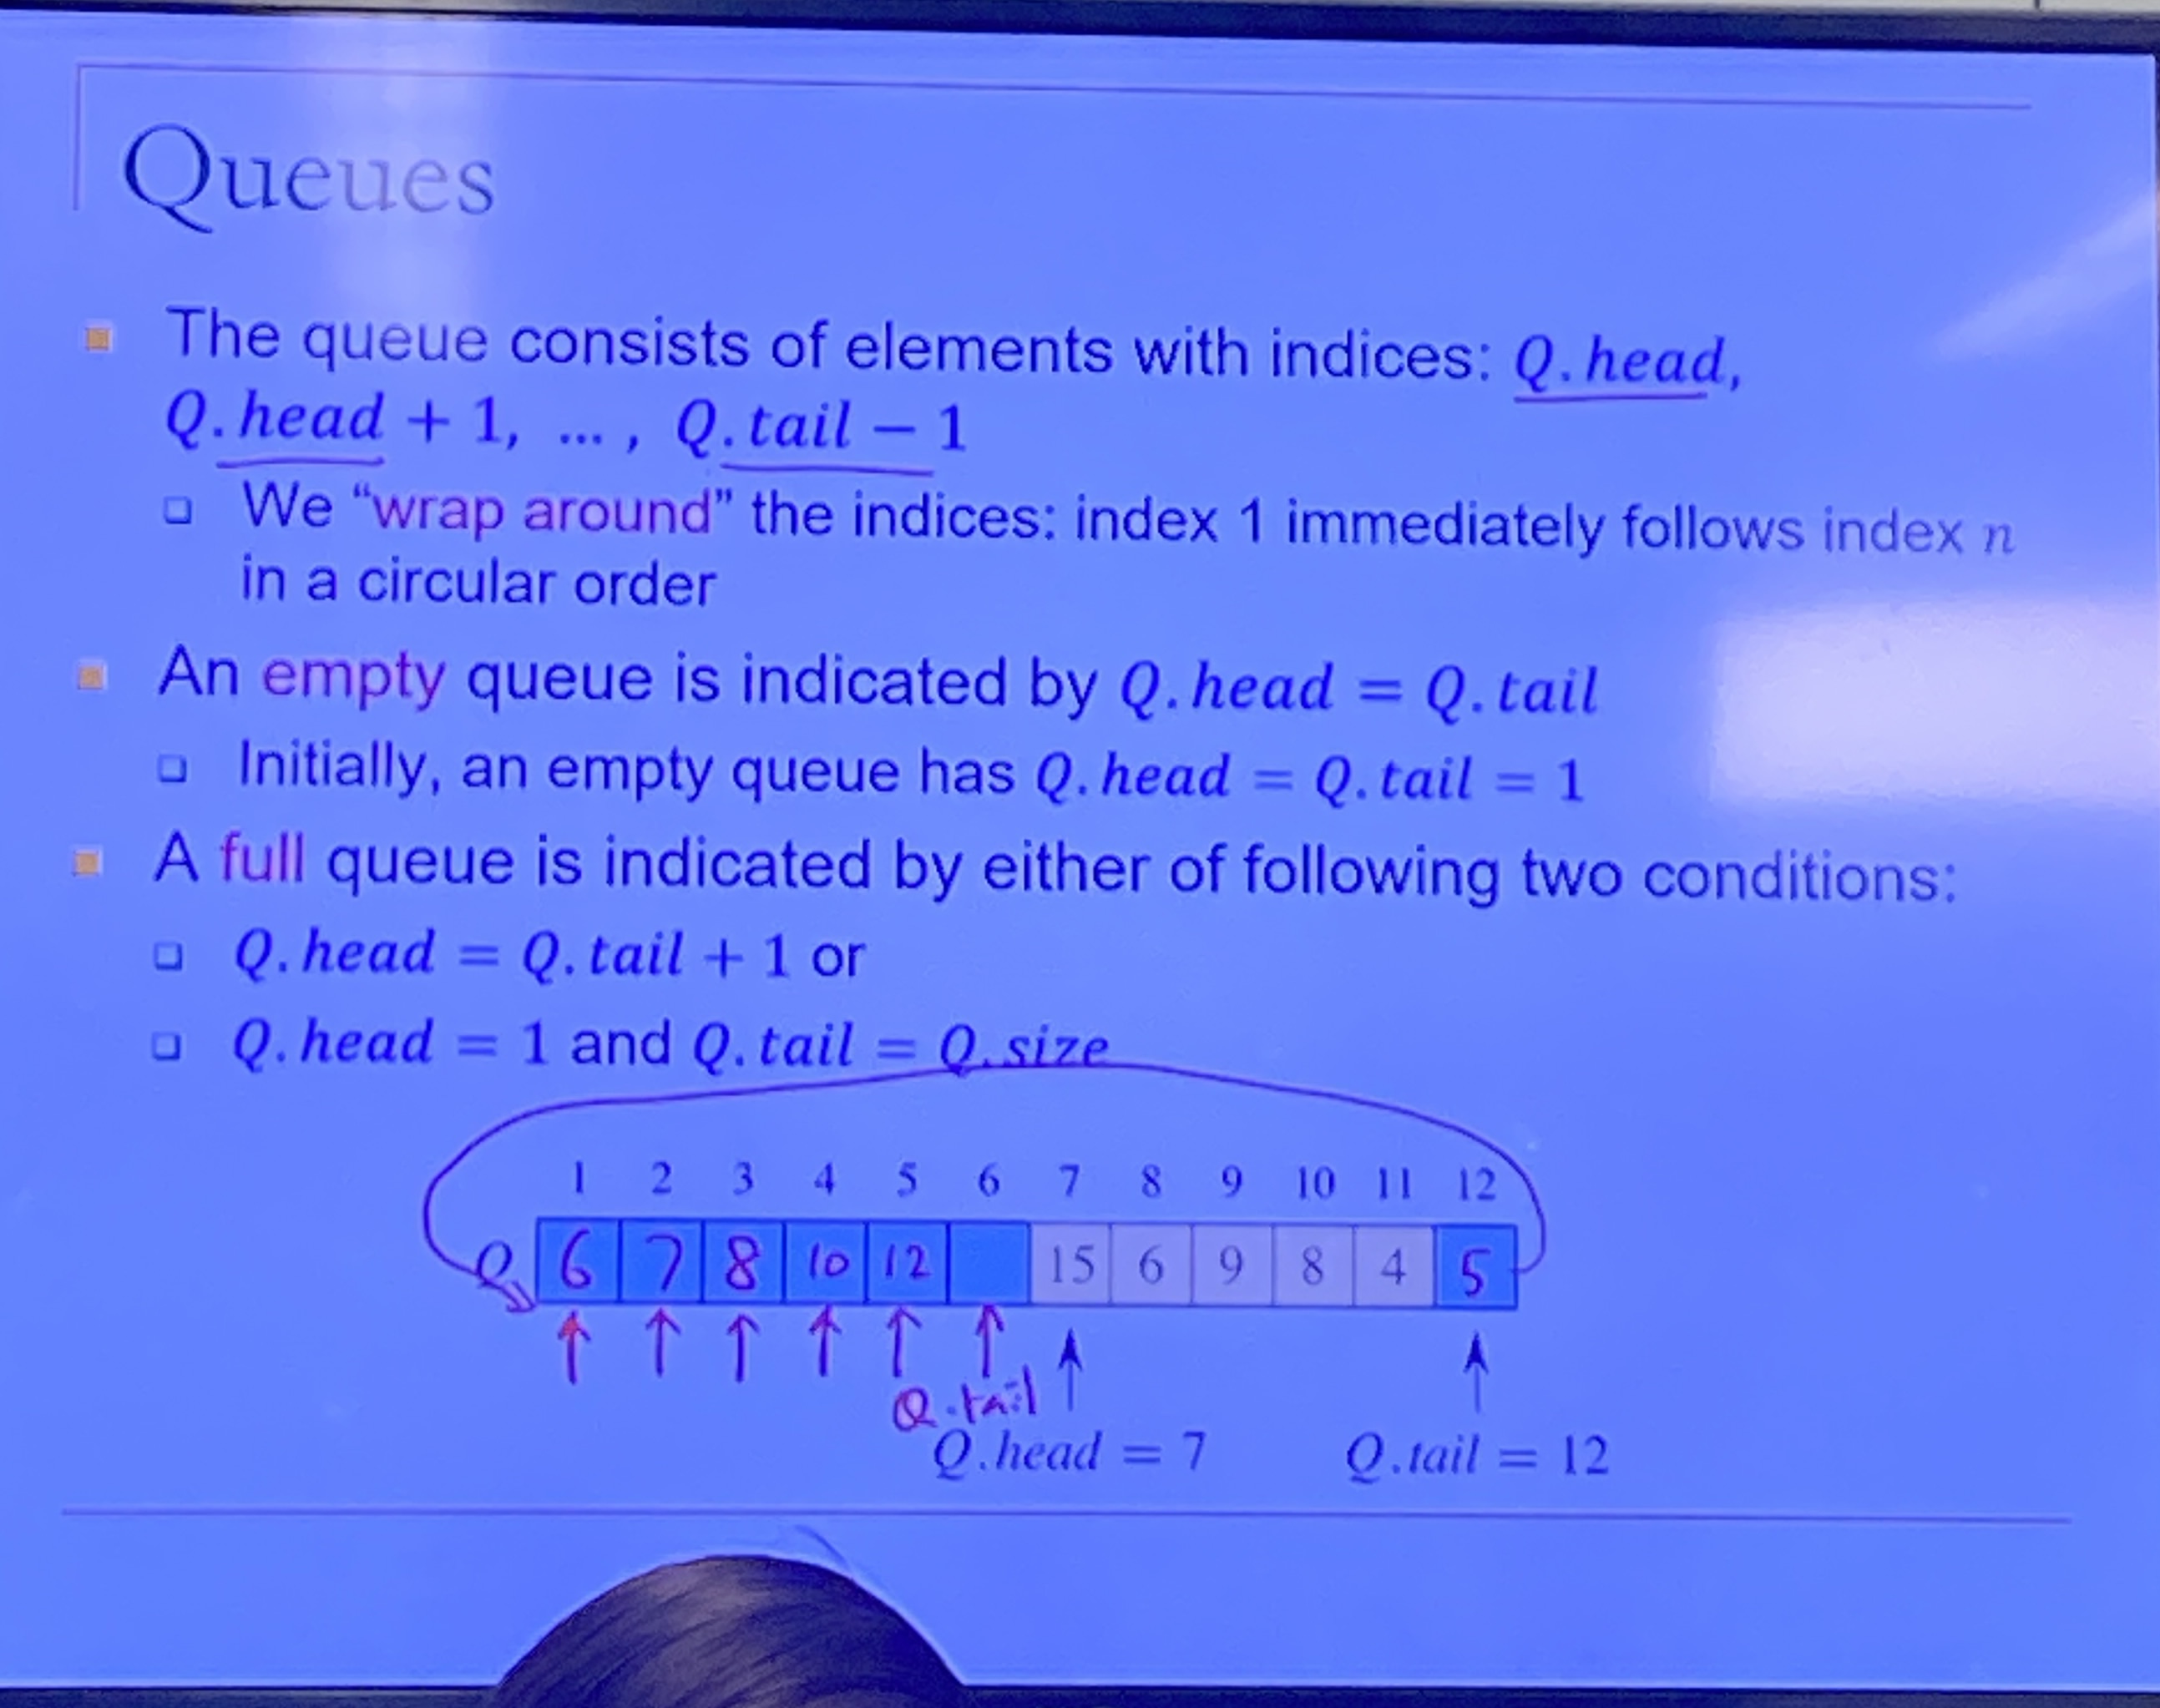 Queues
The queue consists of elements with indices: Q.head,
Q.head + 1, ... , Q.tail − 1
We “wrap around” the indices: index 1 immediately follows index n
in a circular order
An empty queue is indicated by Q.head = Q.tail
Initially, an empty queue has Q.head = Q.tail = 1
A full queue is indicated by either of following two conditions:
Q.head = Q.tail + 1 or
Q.head = 1 and Q.tail = Q.size
1 2 3 4 5 6 7 8 9 10 11 12
Q 6 7 8 10 12 15 6 9 8 4 5
Q.tail
Q.head = 7 Q.tail = 12